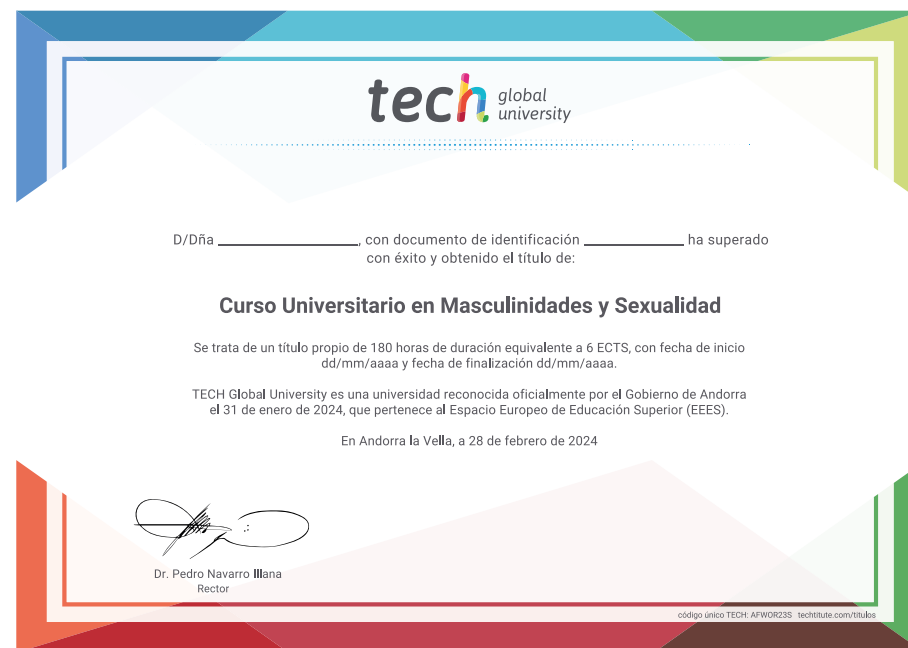 tech global
university
D/Dña ____________________, con documento de identificación ______________ ha superado
con éxito y obtenido el título de:
Curso Universitario en Masculinidades y Sexualidad
Se trata de un título propio de 180 horas de duración equivalente a 6 ECTS, con fecha de inicio
dd/mm/aaaa y fecha de finalización dd/mm/aaaa.
TECH Global University es una universidad reconocida oficialmente por el Gobierno de Andorra
el 31 de enero de 2024, que pertenece al Espacio Europeo de Educación Superior (EEES).
En Andorra la Vella, a 28 de febrero de 2024
Dr. Pedro Navarro Illana
Rector
código único TECH: AFWOR23S techtitute.com/titulos